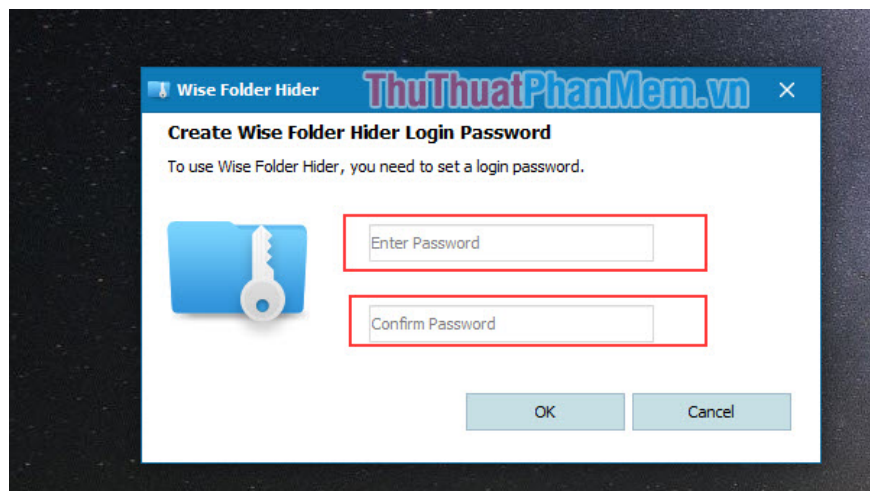 Wise Folder Hider
ThuThuatPhanMem.vn
Create Wise Folder Hider Login Password
To use Wise Folder Hider, you need to set a login password.
Enter Password
Confirm Password
OK Cancel